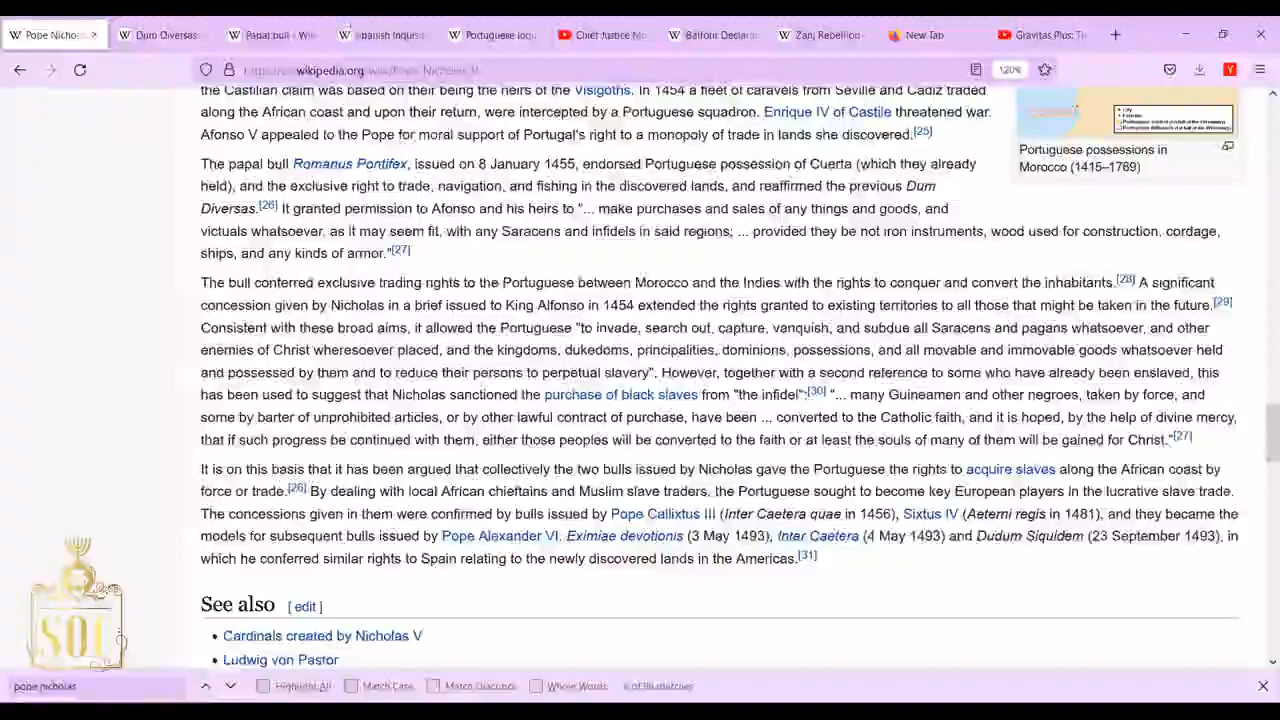 Pope Nichol
Dum Diversas
Papal bull - Wik
Spanish Inquisi
Portuguese Inqu
Chief Justice Mo
Balfour Declara
Zanj Rebellion
New Tab
Gravitas Plus: T
wikipedia.org
120%
the Castilian claim was based on their being the heirs of the Visigoths. In 1454 a fleet of caravels from Seville and Cadiz traded
along the African coast and upon their return, were intercepted by a Portuguese squadron. Enrique IV of Castile threatened war.
Afonso V appealed to the Pope for moral support of Portugal's right to a monopoly of trade in lands she discovered.[25]
Portuguese possessions in
Morocco (1415–1769)
The papal bull Romanus Pontifex, issued on 8 January 1455, endorsed Portuguese possession of Cuerta (which they already
held), and the exclusive right to trade, navigation, and fishing in the discovered lands, and reaffirmed the previous Dum
Diversas.[26] It granted permission to Afonso and his heirs to "... make purchases and sales of any things and goods, and
victuals whatsoever, as it may seem fit, with any Saracens and infidels in said regions; ... provided they be not iron instruments, wood used for construction, cordage,
ships, and any kinds of armor."[27]
The bull conferred exclusive trading rights to the Portuguese between Morocco and the Indies with the rights to conquer and convert the inhabitants.[28] A significant
concession given by Nicholas in a brief issued to King Alfonso in 1454 extended the rights granted to existing territories to all those that might be taken in the future.[29]
Consistent with these broad aims, it allowed the Portuguese "to invade, search out, capture, vanquish, and subdue all Saracens and pagans whatsoever, and other
enemies of Christ wheresoever placed, and the kingdoms, dukedoms, principalities, dominions, possessions, and all movable and immovable goods whatsoever held
and possessed by them and to reduce their persons to perpetual slavery". However, together with a second reference to some who have already been enslaved, this
has been used to suggest that Nicholas sanctioned the purchase of black slaves from "the infidel":[30] "... many Guineamen and other negroes, taken by force, and
some by barter of unprohibited articles, or by other lawful contract of purchase, have been ... converted to the Catholic faith, and it is hoped, by the help of divine mercy,
that if such progress be continued with them, either those peoples will be converted to the faith or at least the souls of many of them will be gained for Christ."[27]
It is on this basis that it has been argued that collectively the two bulls issued by Nicholas gave the Portuguese the rights to acquire slaves along the African coast by
force or trade.[26] By dealing with local African chieftains and Muslim slave traders, the Portuguese sought to become key European players in the lucrative slave trade.
The concessions given in them were confirmed by bulls issued by Pope Callixtus III (Inter Caetera quae in 1456), Sixtus IV (Aeterni regis in 1481), and they became the
models for subsequent bulls issued by Pope Alexander VI. Eximiae devotionis (3 May 1493), Inter Caetera (4 May 1493) and Dudum Siquidem (23 September 1493), in
which he conferred similar rights to Spain relating to the newly discovered lands in the Americas.[31]
See also [ edit ]
• Cardinals created by Nicholas V
• Ludwig von Pastor
SOC
pope nicholas
Highlight All
Match Case
Match Diacritics
Whole Words